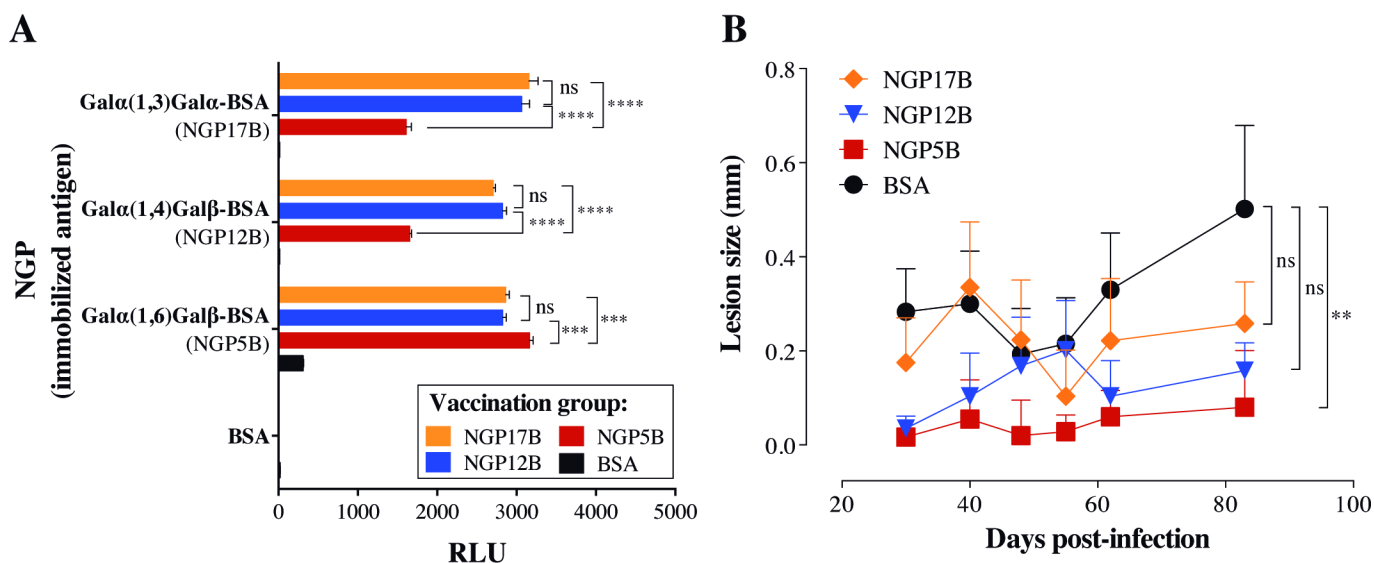 A
NGP
(immobilized antigen)
Galα(1,3)Galα-BSA
(NGP17B)
ns
****
****
Galα(1,4)Galβ-BSA
(NGP12B)
ns
****
****
Galα(1,6)Galβ-BSA
(NGP5B)
ns
***
***
BSA
Vaccination group:
NGP17B NGP5B
NGP12B BSA
0 1000 2000 3000 4000 5000
RLU
B
Lesion size (mm)
0.8
0.6
0.4
0.2
0.0
NGP17B
NGP12B
NGP5B
BSA
ns
ns
**
20 40 60 80 100
Days post-infection